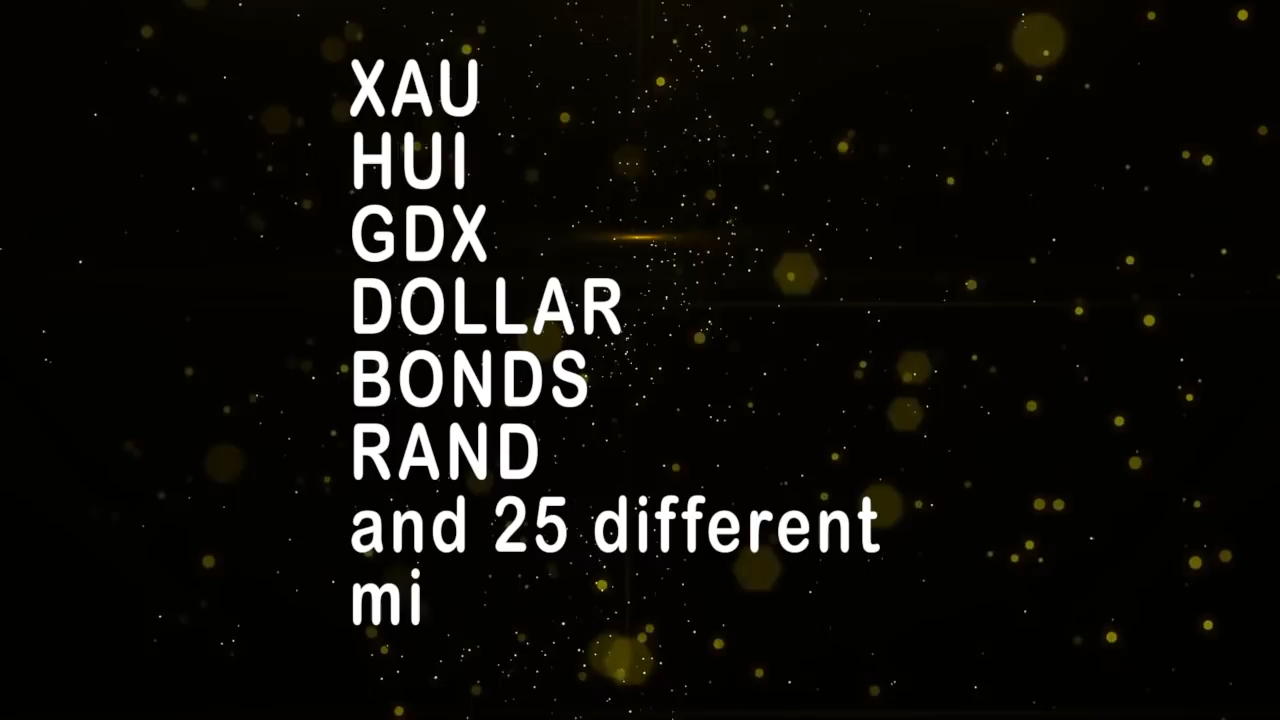 XAU
HUI
GDX
DOLLAR
BONDS
RAND
and 25 different
mi